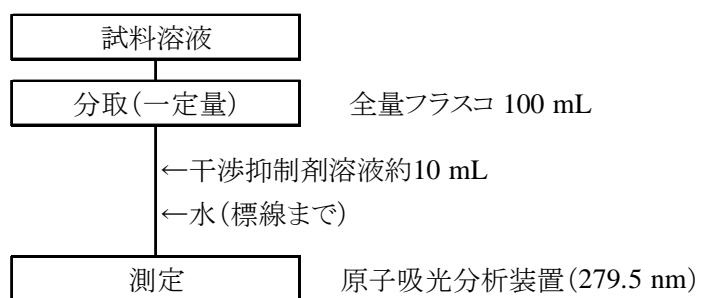 試料溶液
分取(一定量) 全量フラスコ 100 mL
←干渉抑制剤溶液約10 mL
←水(標線まで)
測定 原子吸光分析装置(279.5 nm)